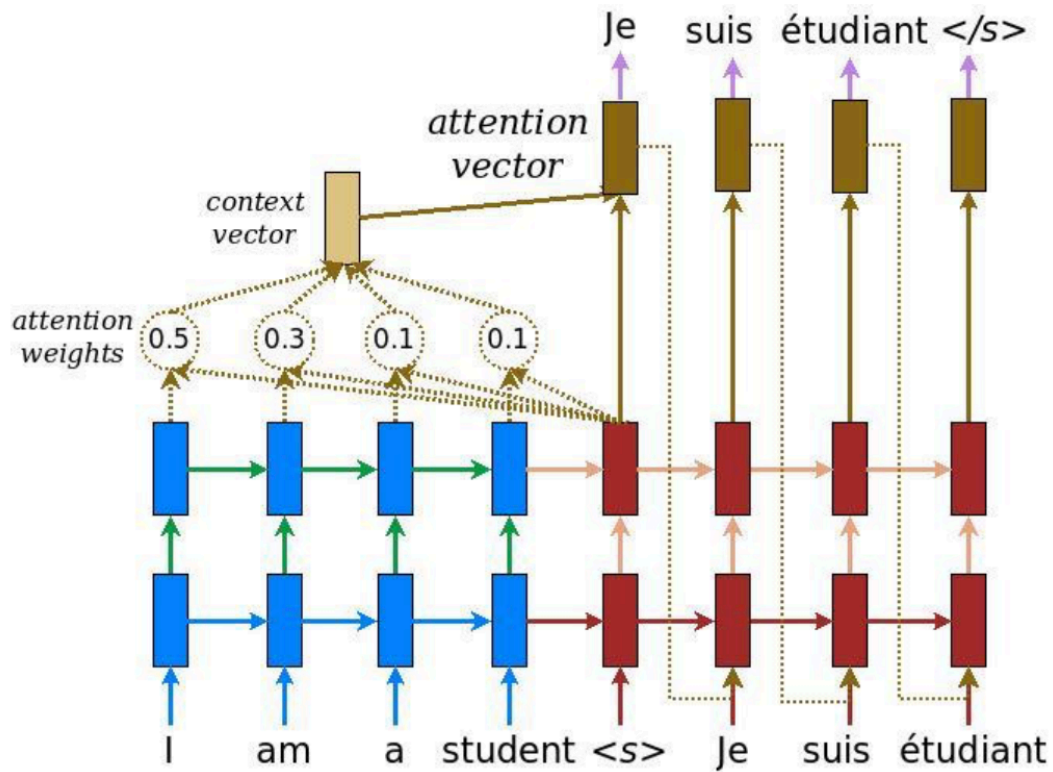 Je suis étudiant </s>
attention
vector
context
vector
attention
weights
0.5 0.3 0.1 0.1
I am a student <s> Je suis étudiant